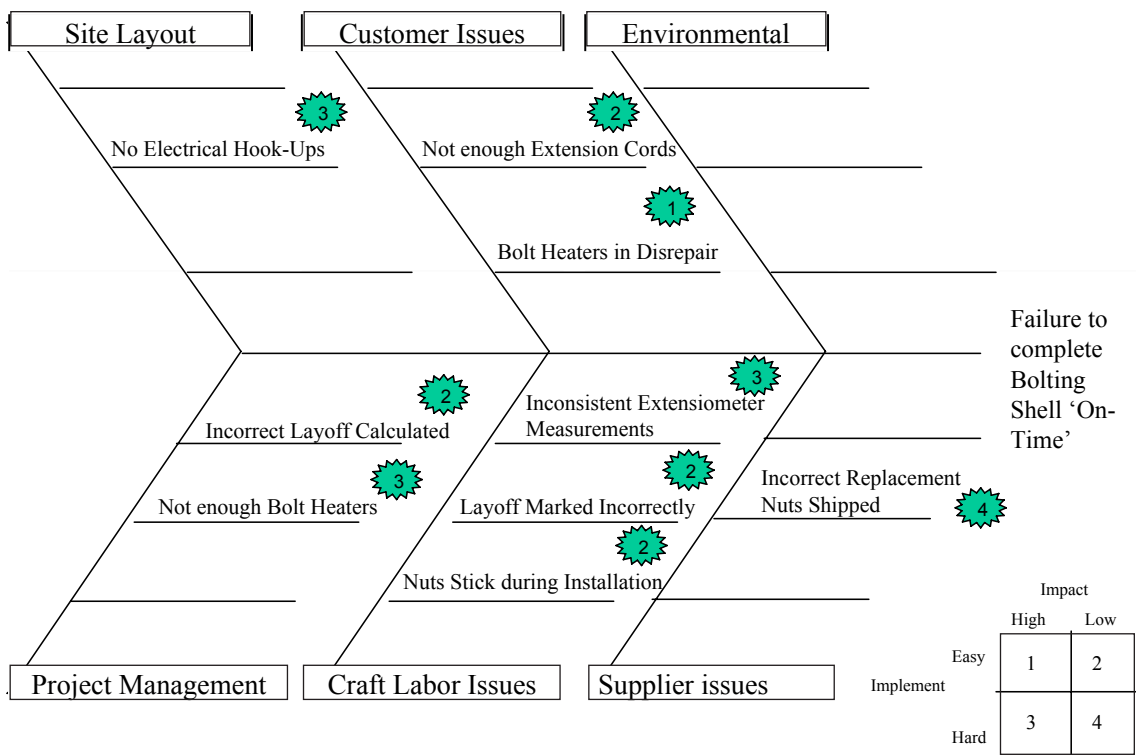 Site Layout
Customer Issues
Environmental
3
No Electrical Hook-Ups
2
Not enough Extension Cords
1
Bolt Heaters in Disrepair
Failure to
complete
Bolting
Shell ‘On-
Time’
2
Incorrect Layoff Calculated
3
Not enough Bolt Heaters
3
Inconsistent Extensiometer
Measurements
2
Layoff Marked Incorrectly
2
Nuts Stick during Installation
Incorrect Replacement
Nuts Shipped
4
Project Management
Craft Labor Issues
Supplier issues
Impact
High Low
Easy 1 2
Implement
Hard 3 4